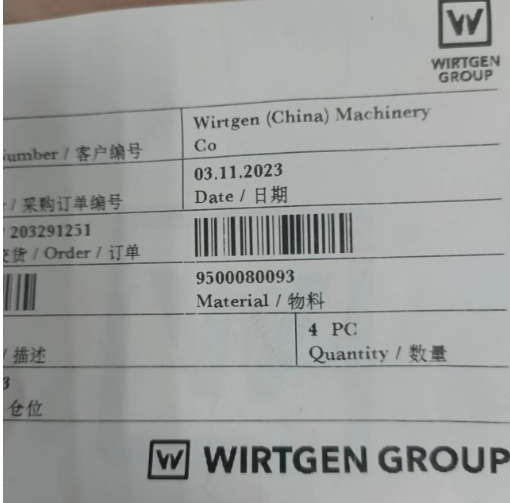 WIRTGEN
GROUP
Wirtgen (China) Machinery
Number / 客户编号
Co
03.11.2023
/ 采购订单编号
Date / 日期
203291251
交货 / Order / 订单
9500080093
Material / 物料
4 PC
/ 描述
Quantity / 数量
3
仓位
WIRTGEN GROUP